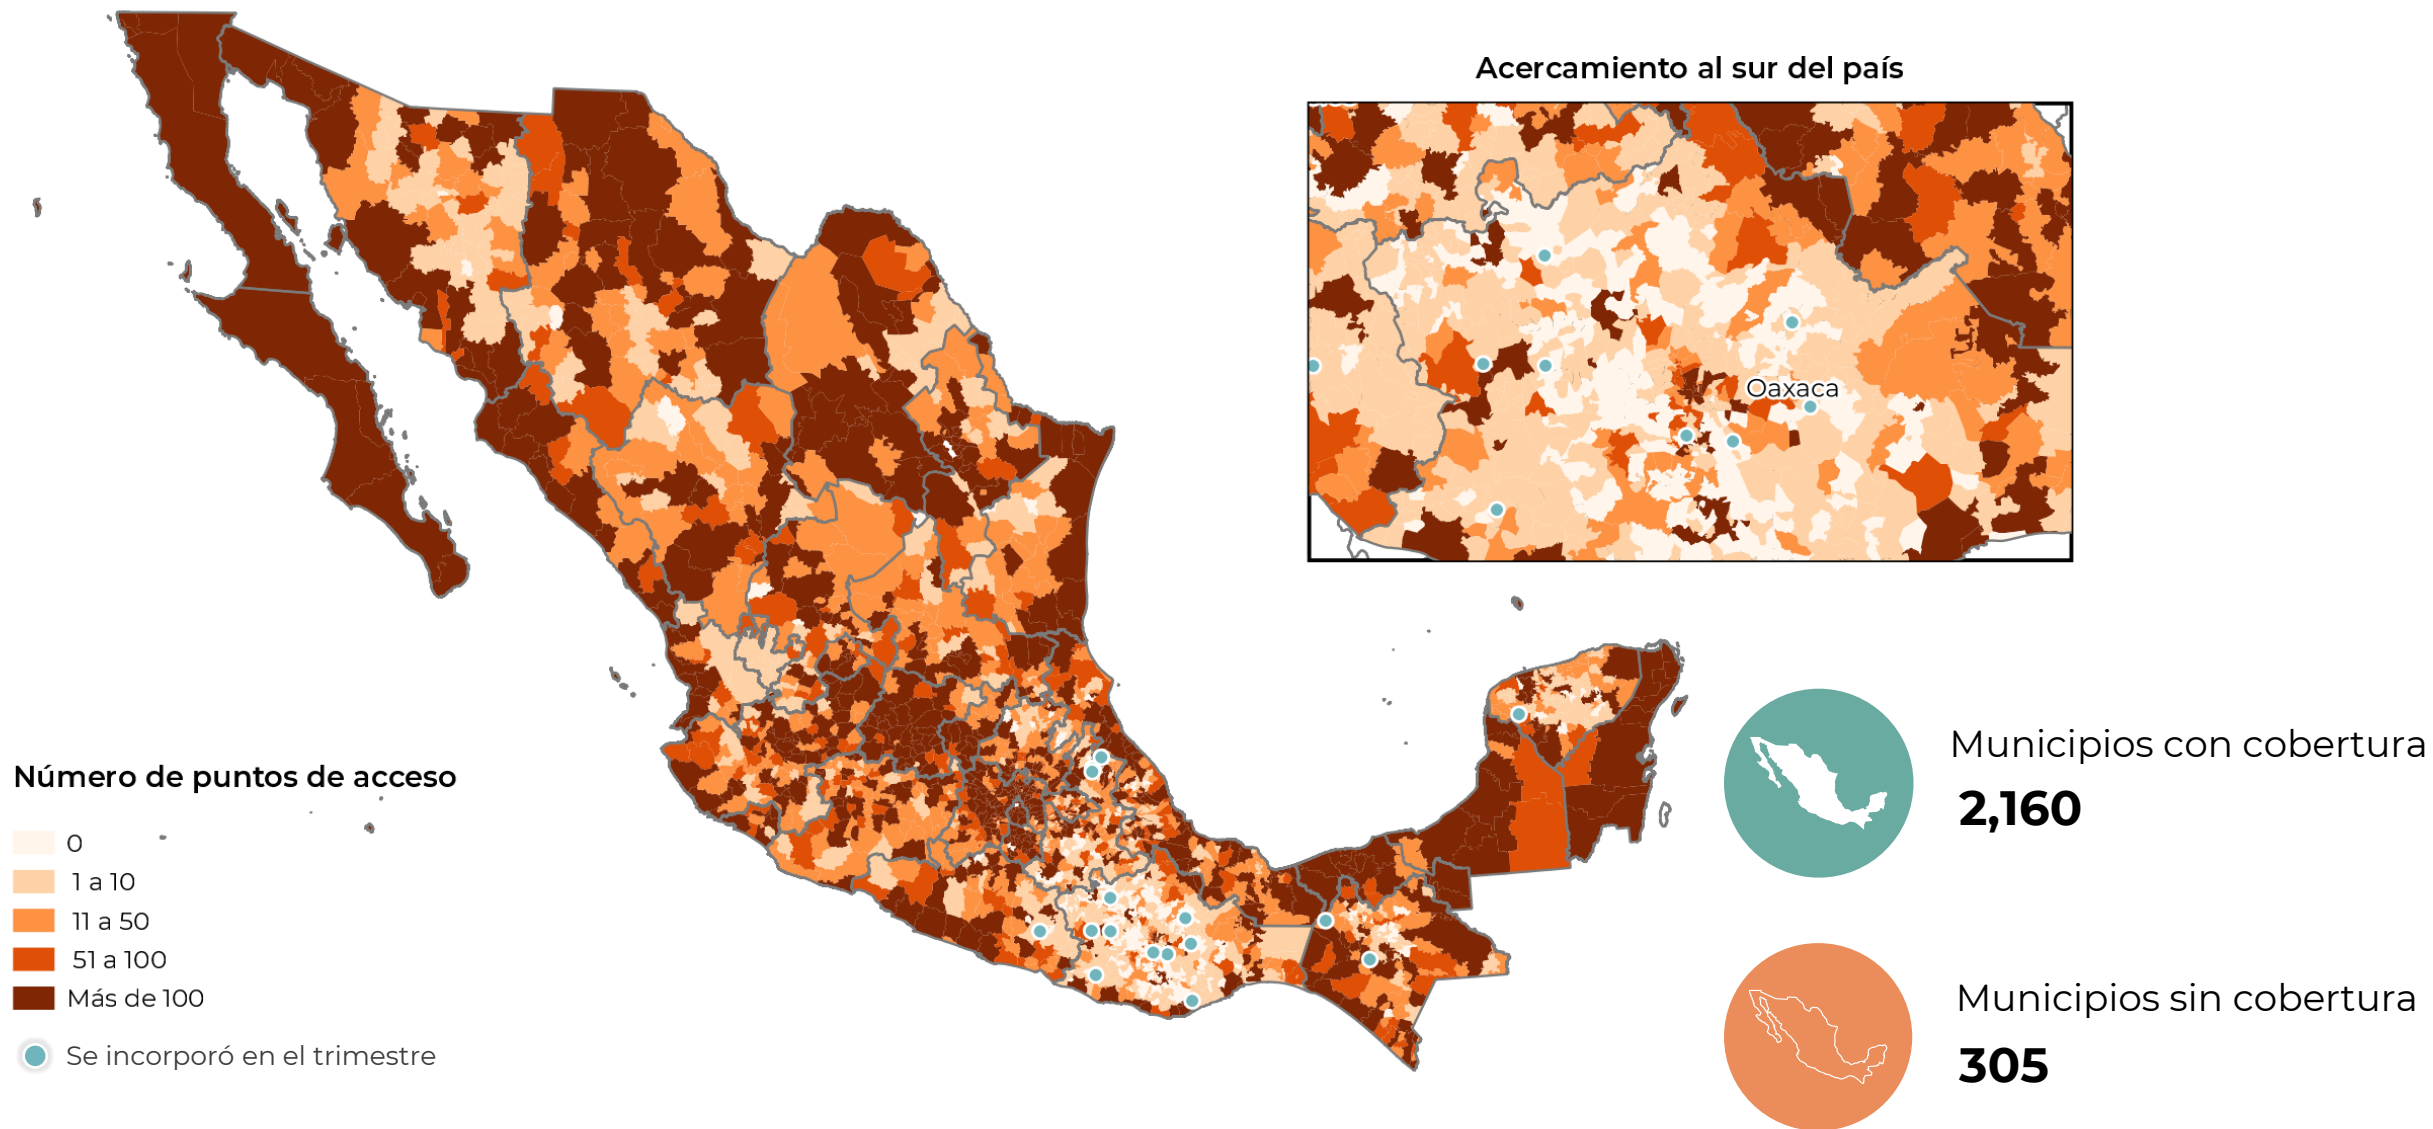 Acercamiento al sur del país
Oaxaca
Número de puntos de acceso
0
1 a 10
11 a 50
51 a 100
Más de 100
Se incorporó en el trimestre
Municipios con cobertura
2,160
Municipios sin cobertura
305